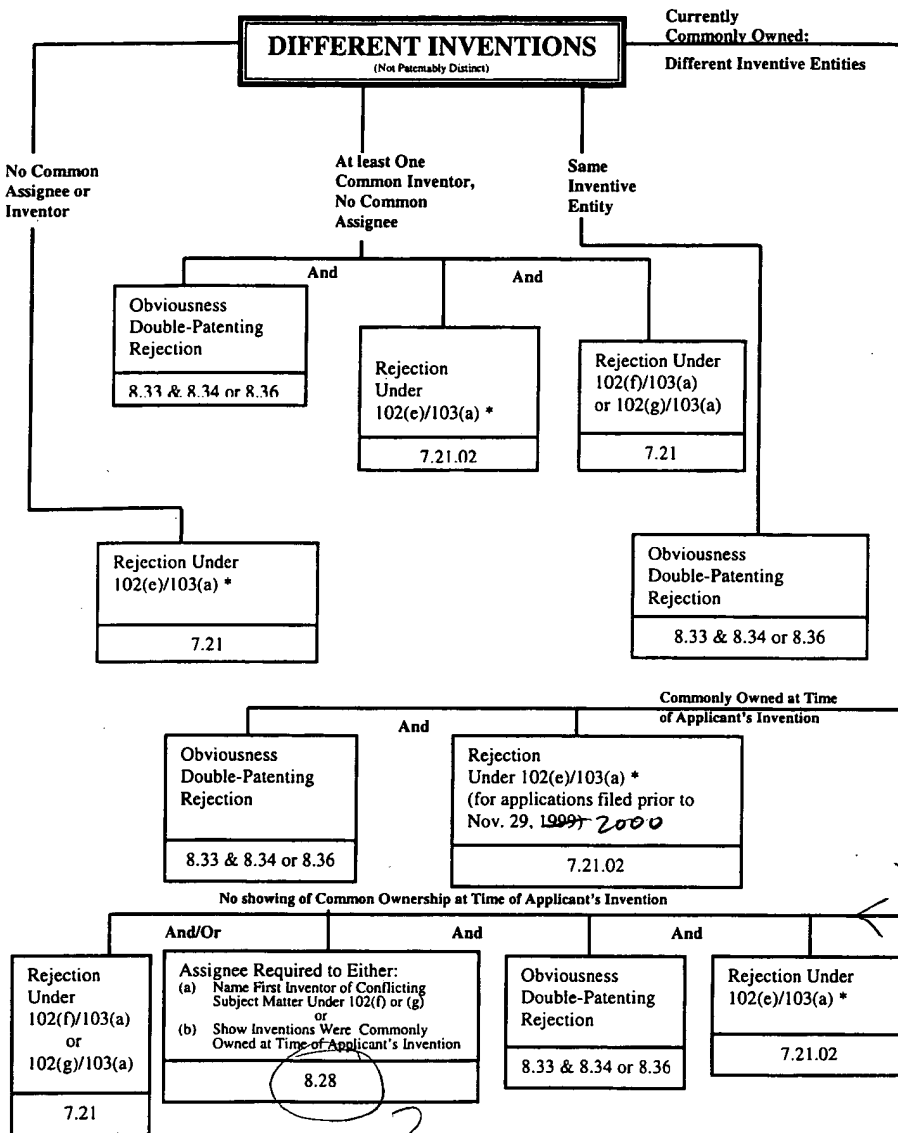 DIFFERENT INVENTIONS
(Not Patentably Distinct)
Currently
Commonly Owned:
Different Inventive Entities
No Common
Assignee or
Inventor
At least One
Common Inventor,
No Common
Assignee
Same
Inventive
Entity
And
And
Obviousness
Double-Patenting
Rejection
8.33 & 8.34 or 8.36
Rejection
Under
102(e)/103(a) *
7.21.02
Rejection Under
102(f)/103(a)
or 102(g)/103(a)
7.21
Rejection Under
102(e)/103(a) *
7.21
Obviousness
Double-Patenting
Rejection
8.33 & 8.34 or 8.36
Commonly Owned at Time
of Applicant's Invention
And
Obviousness
Double-Patenting
Rejection
8.33 & 8.34 or 8.36
Rejection
Under 102(e)/103(a) *
(for applications filed prior to
Nov. 29, 1999) 2000
7.21.02
No showing of Common Ownership at Time of Applicant's Invention
And/Or
And
And
Rejection
Under
102(f)/103(a)
or
102(g)/103(a)
7.21
Assignee Required to Either:
(a) Name First Inventor of Conflicting
Subject Matter Under 102(f) or (g)
or
(b) Show Inventions Were Commonly
Owned at Time of Applicant's Invention
8.28
?
Obviousness
Double-Patenting
Rejection
8.33 & 8.34 or 8.36
Rejection Under
102(e)/103(a) *
7.21.02